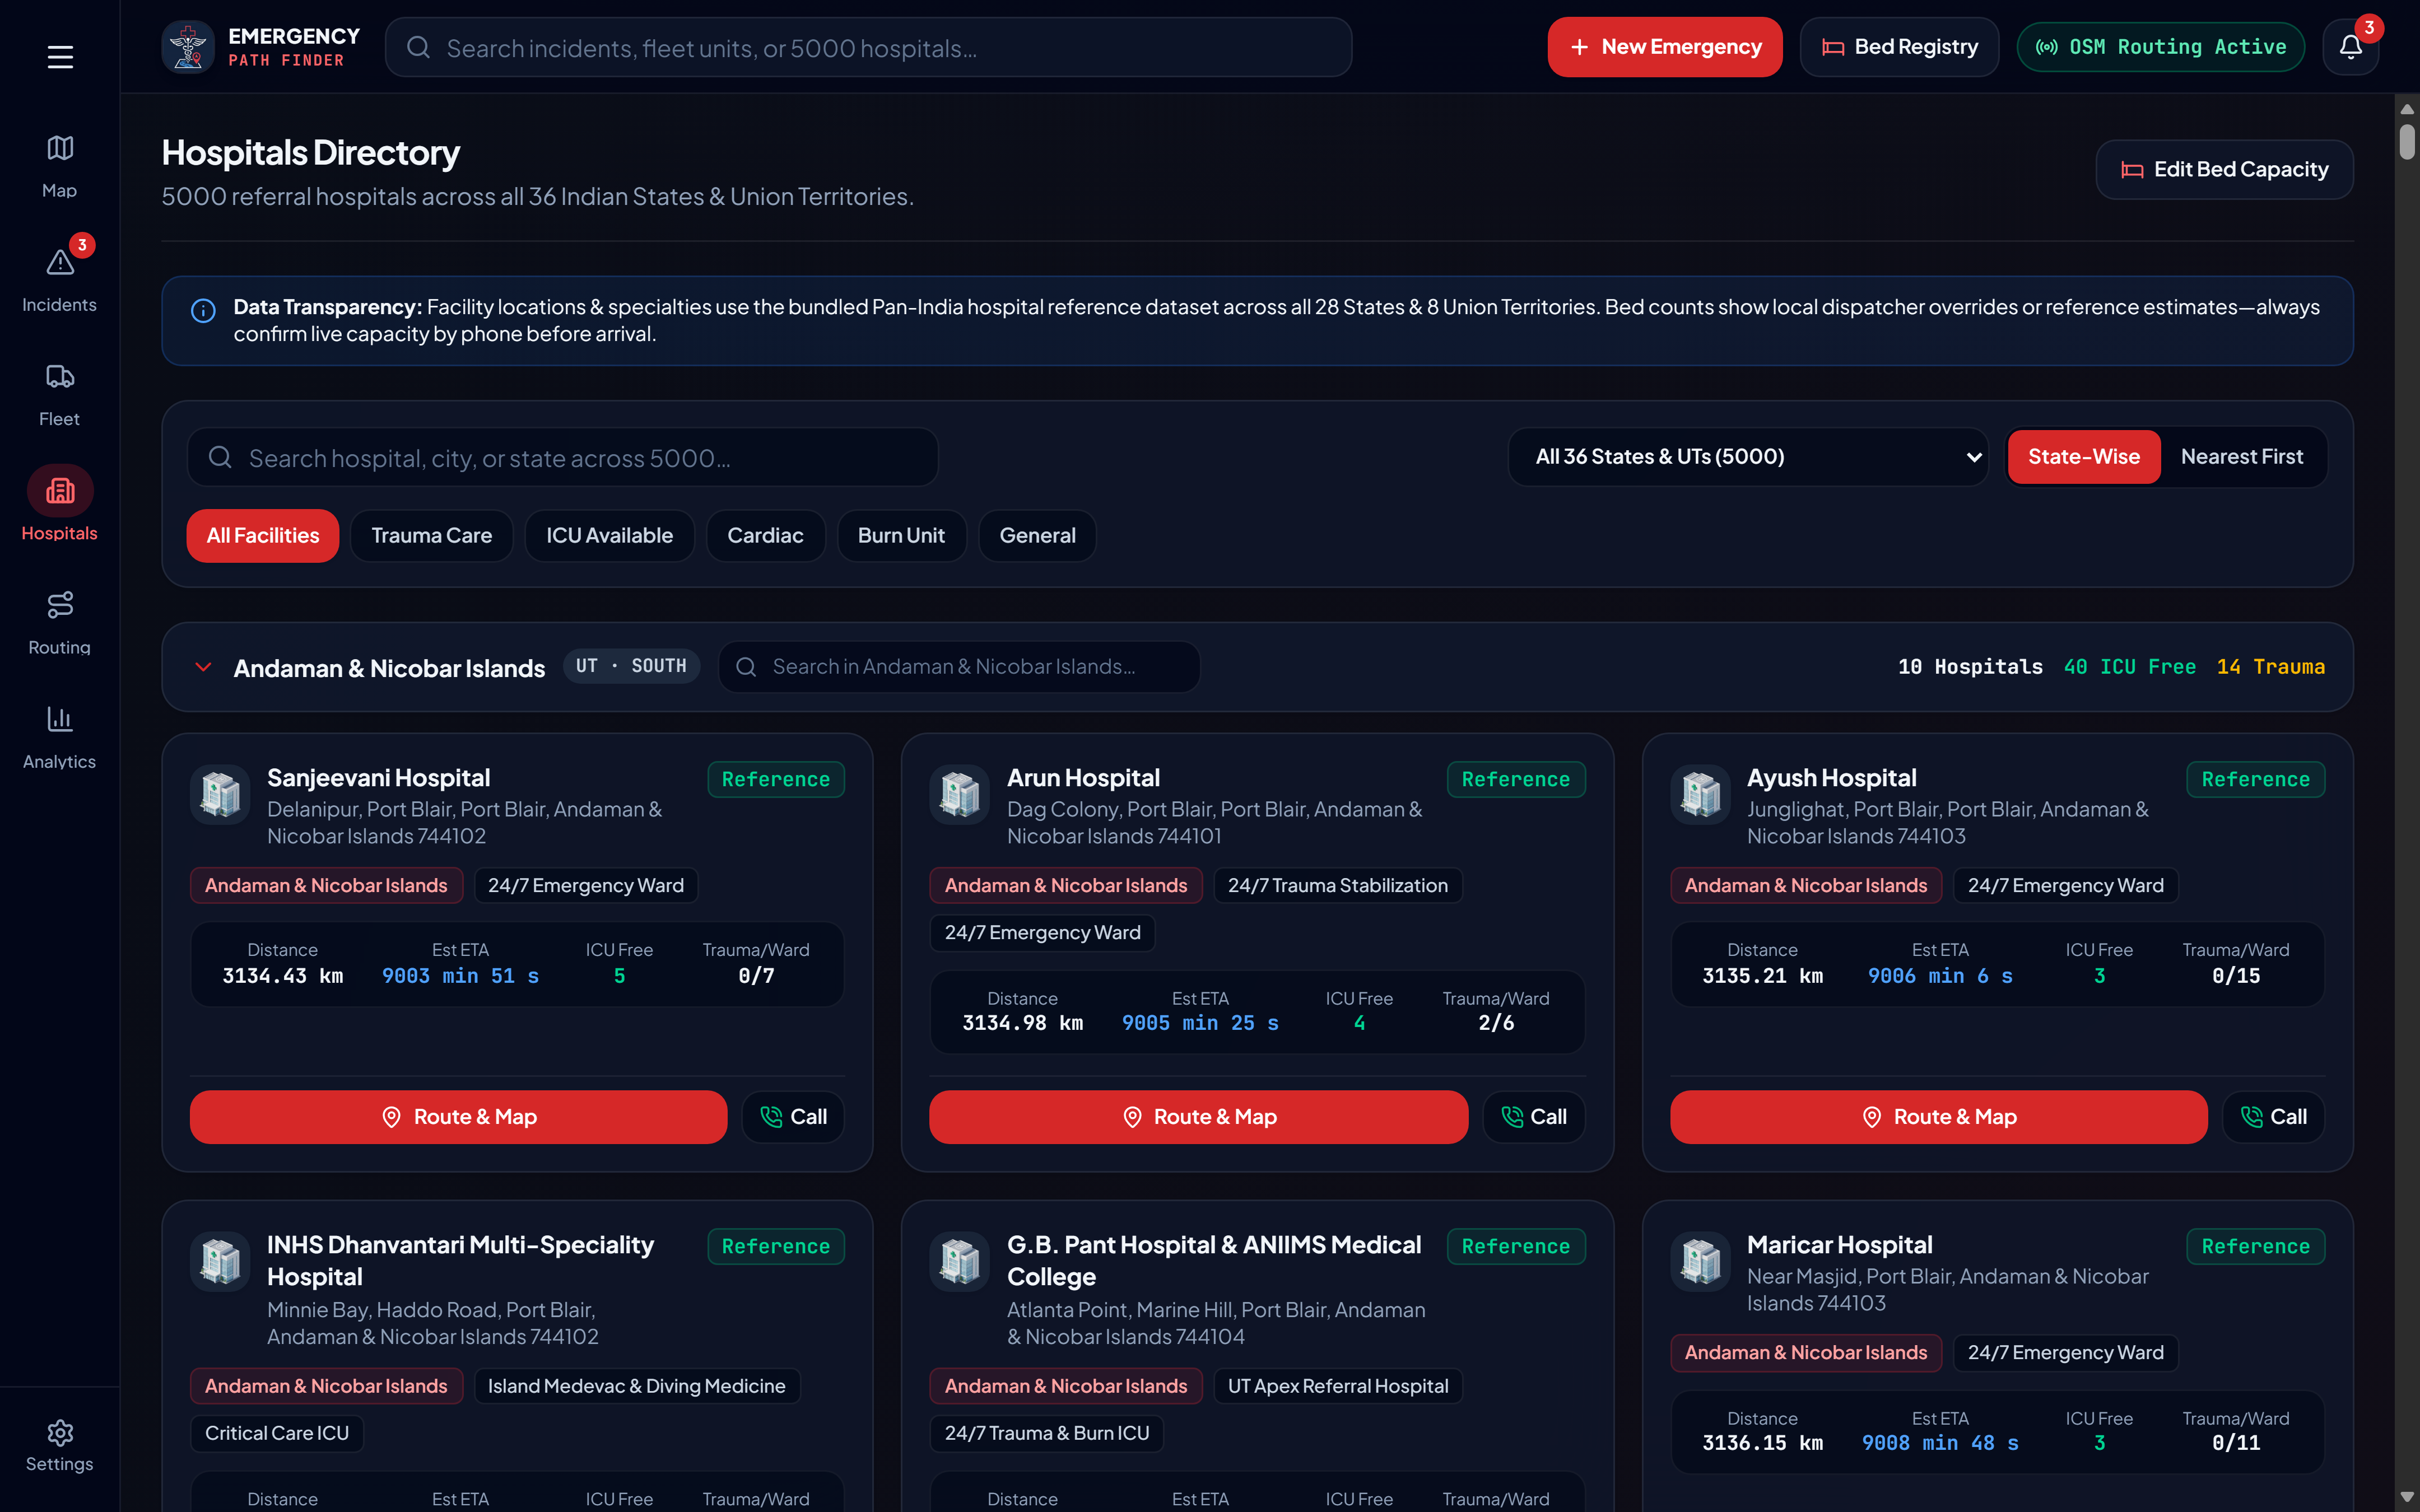 EMERGENCY
PATH FINDER
Search incidents, fleet units, or 5000 hospitals...
New Emergency
Bed Registry
OSM Routing Active
3
Map
3
Incidents
Fleet
Hospitals
Routing
Analytics
Settings
Hospitals Directory
5000 referral hospitals across all 36 Indian States & Union Territories.
Edit Bed Capacity
Data Transparency: Facility locations & specialties use the bundled Pan-India hospital reference dataset across all 28 States & 8 Union Territories. Bed counts show local dispatcher overrides or reference estimates—always
confirm live capacity by phone before arrival.
Search hospital, city, or state across 5000...
All 36 States & UTs (5000)
State-Wise
Nearest First
All Facilities
Trauma Care
ICU Available
Cardiac
Burn Unit
General
Andaman & Nicobar Islands
UT · SOUTH
Search in Andaman & Nicobar Islands...
10 Hospitals
40 ICU Free
14 Trauma
Sanjeevani Hospital
Reference
Delanipur, Port Blair, Port Blair, Andaman &
Nicobar Islands 744102
Andaman & Nicobar Islands
24/7 Emergency Ward
Distance Est ETA ICU Free Trauma/Ward
3134.43 km 9003 min 51 s 5 0/7
Route & Map
Call
Arun Hospital
Reference
Dag Colony, Port Blair, Port Blair, Andaman &
Nicobar Islands 744101
Andaman & Nicobar Islands
24/7 Trauma Stabilization
24/7 Emergency Ward
Distance Est ETA ICU Free Trauma/Ward
3134.98 km 9005 min 25 s 4 2/6
Route & Map
Call
Ayush Hospital
Reference
Junglighat, Port Blair, Port Blair, Andaman &
Nicobar Islands 744103
Andaman & Nicobar Islands
24/7 Emergency Ward
Distance Est ETA ICU Free Trauma/Ward
3135.21 km 9006 min 6 s 3 0/15
Route & Map
Call
INHS Dhanvantari Multi-Speciality
Hospital
Reference
Minnie Bay, Haddo Road, Port Blair,
Andaman & Nicobar Islands 744102
Andaman & Nicobar Islands
Island Medevac & Diving Medicine
Critical Care ICU
Distance Est ETA ICU Free Trauma/Ward
G.B. Pant Hospital & ANIIMS Medical
College
Reference
Atlanta Point, Marine Hill, Port Blair, Andaman
& Nicobar Islands 744104
Andaman & Nicobar Islands
UT Apex Referral Hospital
24/7 Trauma & Burn ICU
Distance Est ETA ICU Free Trauma/Ward
Maricar Hospital
Reference
Near Masjid, Port Blair, Andaman & Nicobar
Islands 744103
Andaman & Nicobar Islands
24/7 Emergency Ward
Distance Est ETA ICU Free Trauma/Ward
3136.15 km 9008 min 48 s 3 0/11